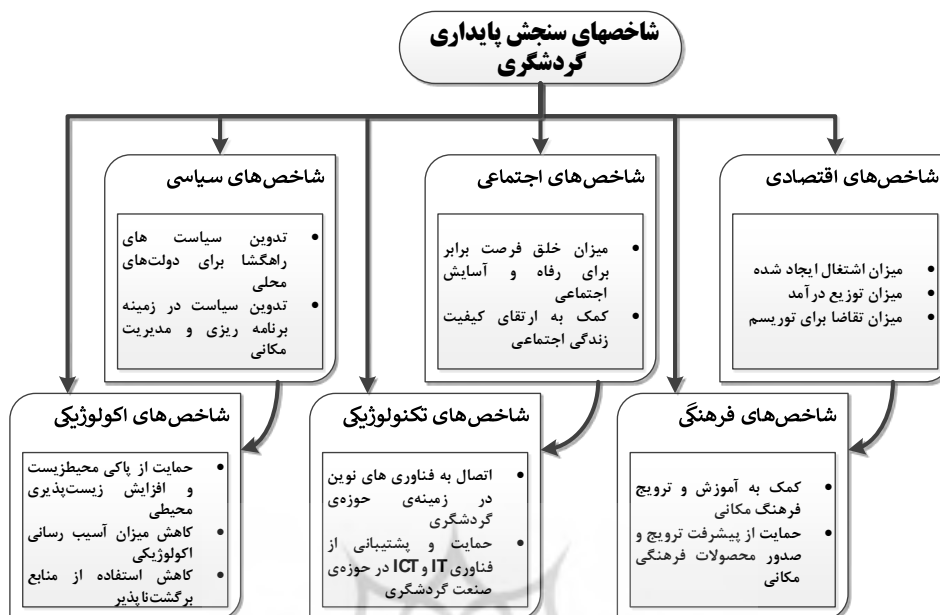 شاخصهای سنجش پایداری
گردشگری
شاخص‌های اقتصادی
• میزان اشتغال ایجاد شده
• میزان توزیع درآمد
• میزان تقاضا برای توریسم
شاخص‌های اجتماعی
• میزان خلق فرصت برابر
برای رفاه و آسایش
اجتماعی
• کمک به ارتقای کیفیت
زندگی اجتماعی
شاخص‌های سیاسی
• تدوین سیاست های
راهگشا برای دولت‌های
محلی
• تدوین سیاست در زمینه
برنامه ریزی و مدیریت
مکانی
شاخص‌های فرهنگی
• کمک به آموزش و ترویج
فرهنگ مکانی
• حمایت از پیشرفت ترویج و
صدور محصولات فرهنگی
مکانی
شاخص‌های تکنولوژیکی
• اتصال به فناوری های نوین
در زمینه‌ی حوزه‌ی
گردشگری
• حمایت و پشتیبانی از
فناوری IT و ICT در حوزه‌ی
صنعت گردشگری
شاخص‌های اکولوژیکی
• حمایت از پاکی محیط‌زیست
و افزایش زیست‌پذیری
محیطی
• کاهش میزان آسیب رسانی
اکولوژیکی
• کاهش استفاده از منابع
برگشت‌ناپذیر